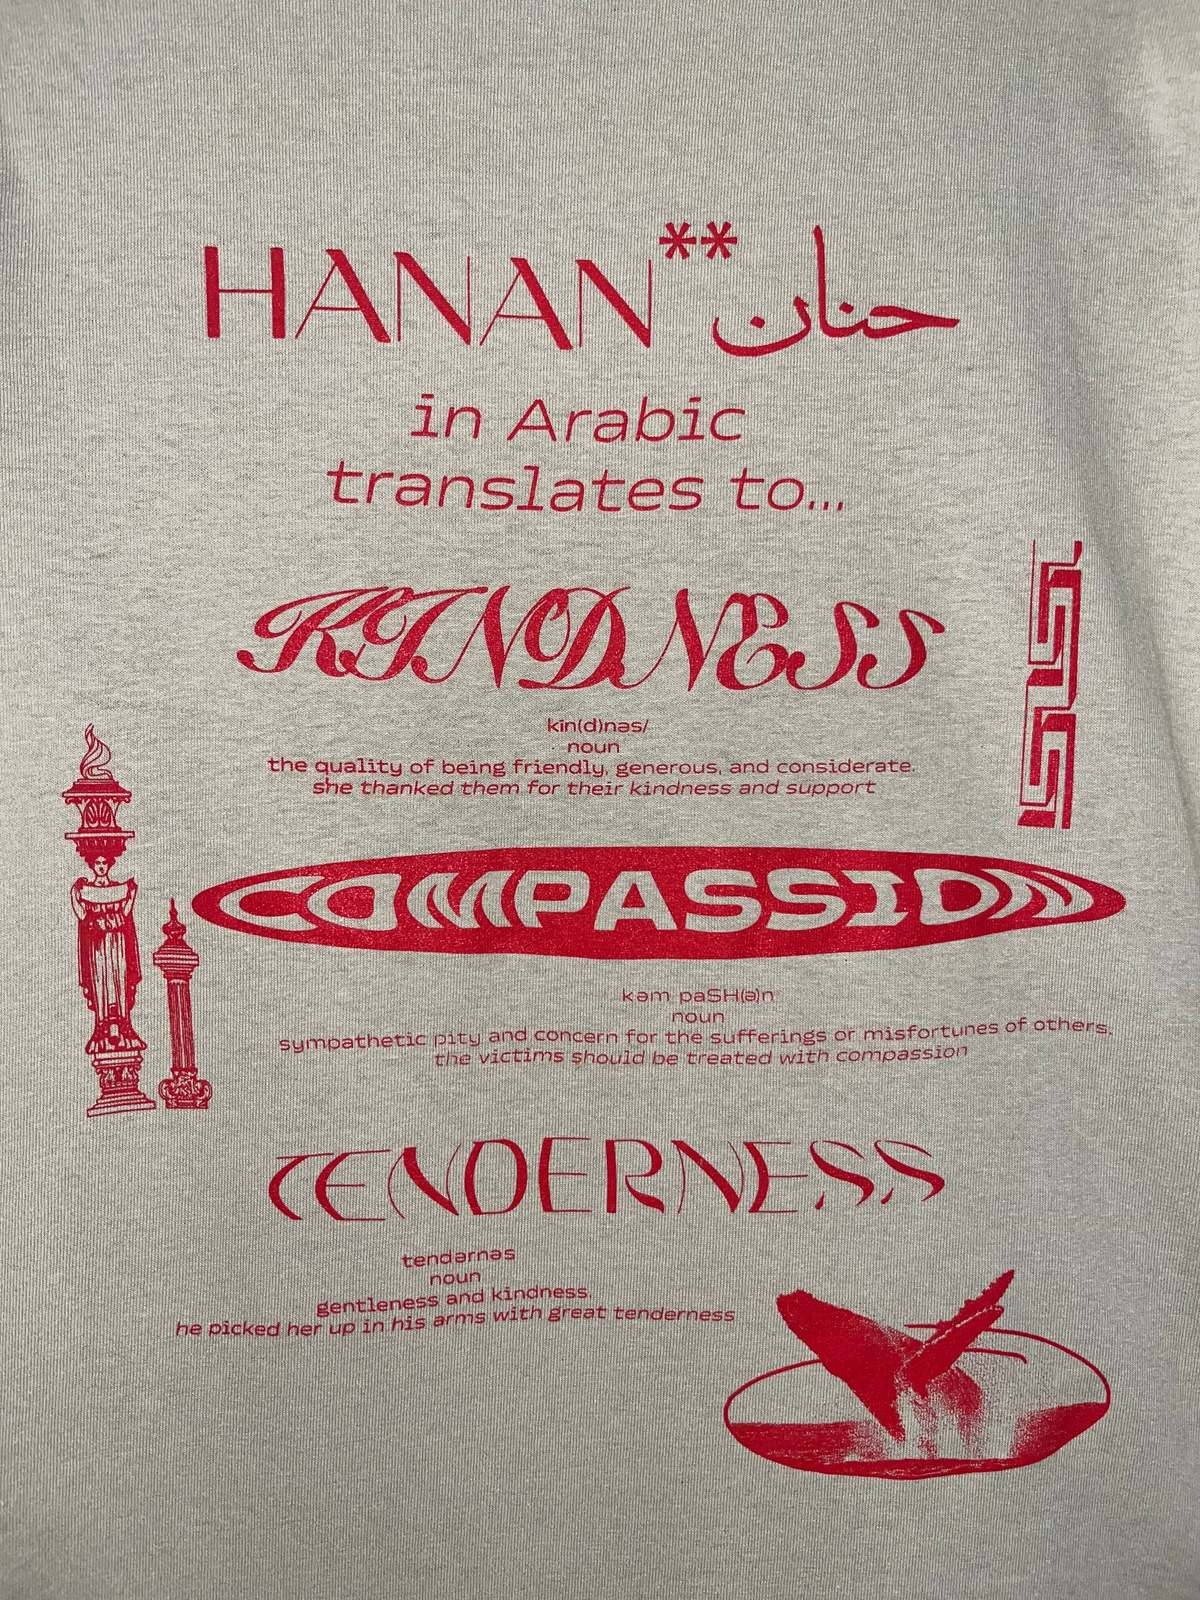 HANAN** حنان
in Arabic
translates to...
KINDNESS
kin(d)nəs/
noun
the quality of being friendly, generous, and considerate.
she thanked them for their kindness and support
COMPASSION
kəm paSH(ə)n
noun
sympathetic pity and concern for the sufferings or misfortunes of others.
the victims should be treated with compassion
TENDERNESS
tendərnəs
noun
gentleness and kindness.
he picked her up in his arms with great tenderness